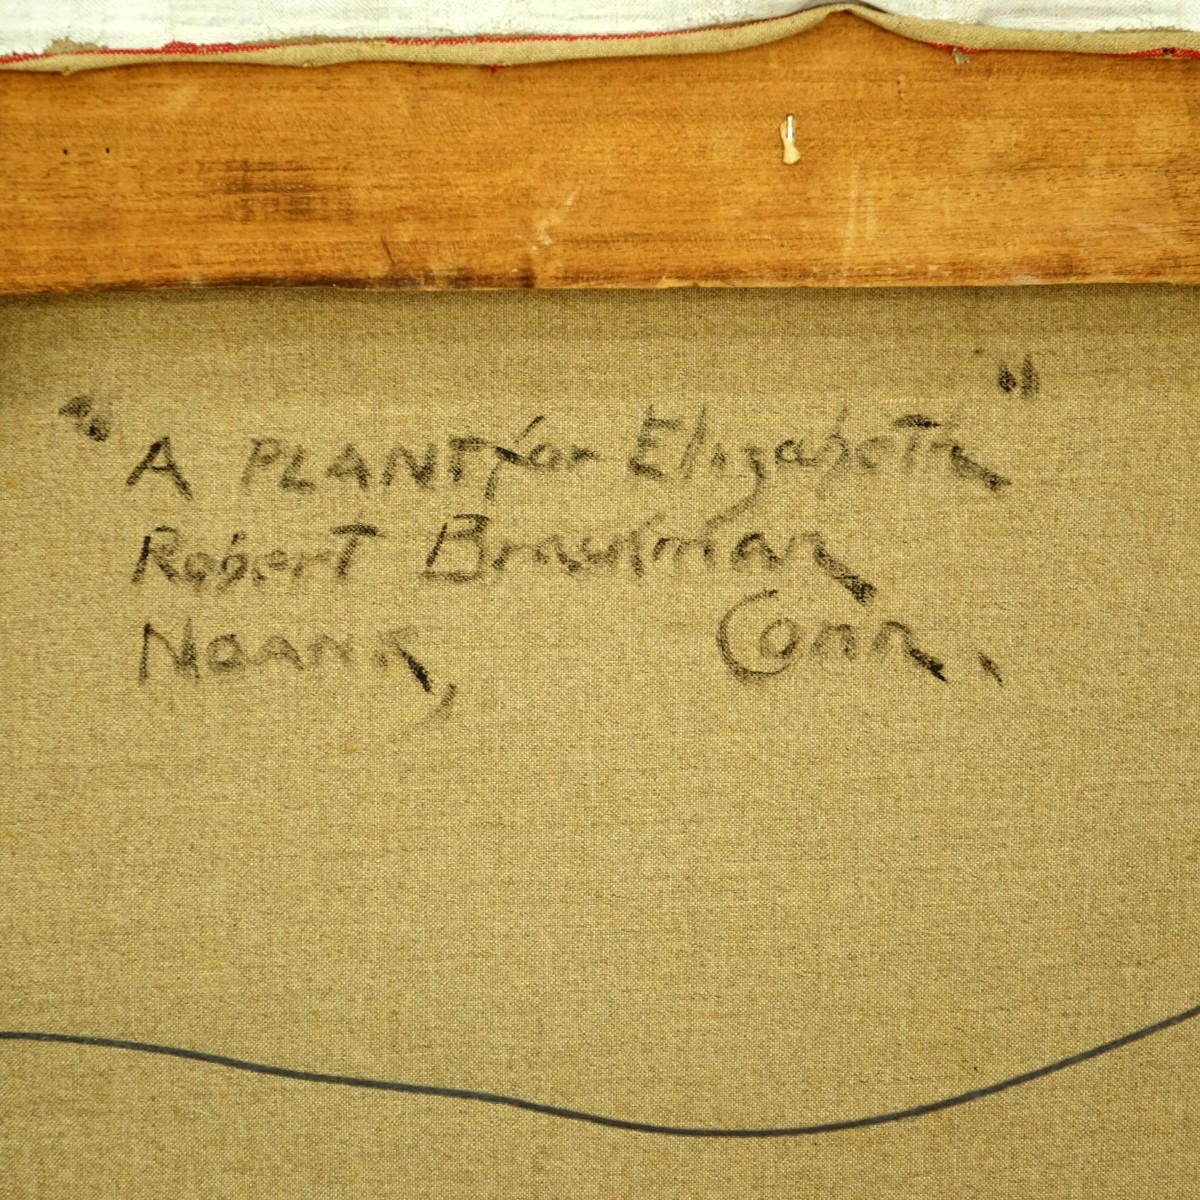 "A PLANT for Elizabeth"
Robert Brackman
Noank, Conn.